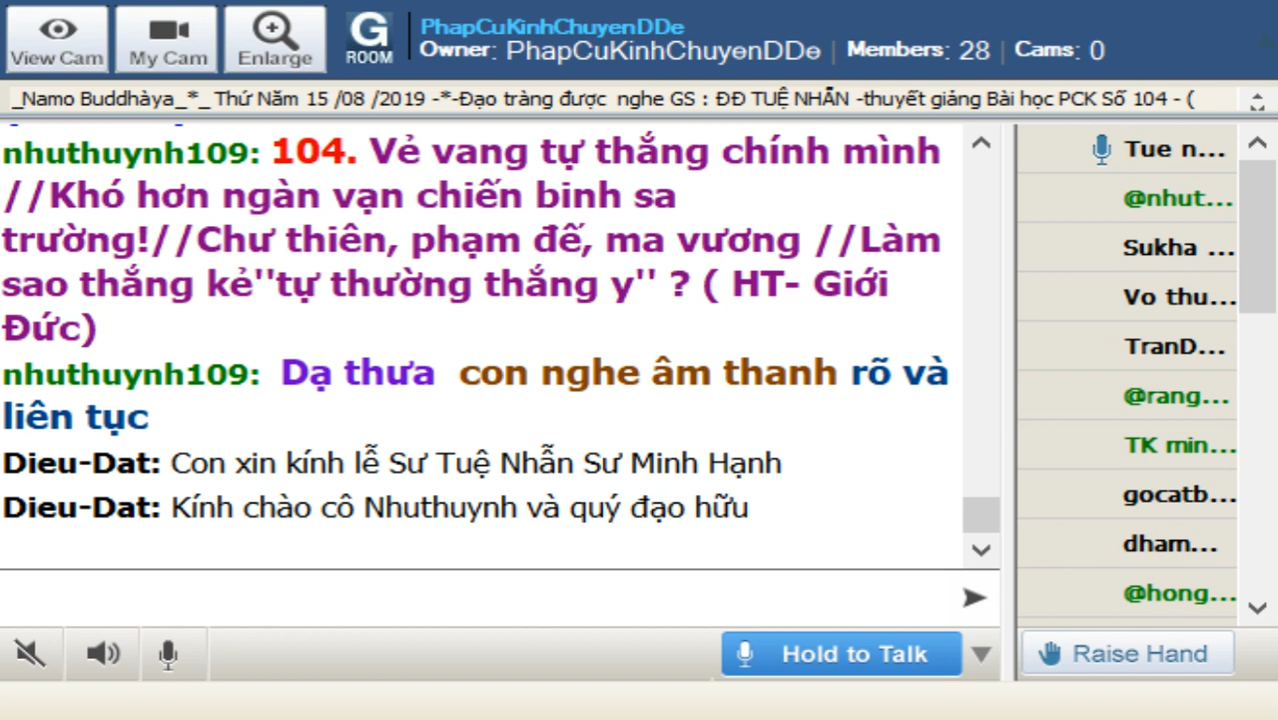 View Cam My Cam Enlarge G ROOM PhapCuKinhChuyenDDe
Owner: PhapCuKinhChuyenDDe | Members: 28 | Cams: 0
_Namo Buddhàya_*_ Thứ Năm 15 /08 /2019 -*-Đạo tràng được nghe GS : ĐĐ TUỆ NHẪN -thuyết giảng Bài học PCK Số 104 - (
nhuthuynh109: 104. Vẻ vang tự thắng chính mình
//Khó hơn ngàn vạn chiến binh sa
trường!//Chư thiên, phạm đế, ma vương //Làm
sao thắng kẻ''tự thường thắng y'' ? ( HT- Giới
Đức)
nhuthuynh109: Dạ thưa con nghe âm thanh rõ và
liên tục
Dieu-Dat: Con xin kính lễ Sư Tuệ Nhẫn Sư Minh Hạnh
Dieu-Dat: Kính chào cô Nhuthuynh và quý đạo hữu
Tue n...
@nhut...
Sukha ...
Vo thu...
TranD...
@rang...
TK min...
gocatb...
dham...
@hong...
Hold to Talk
Raise Hand